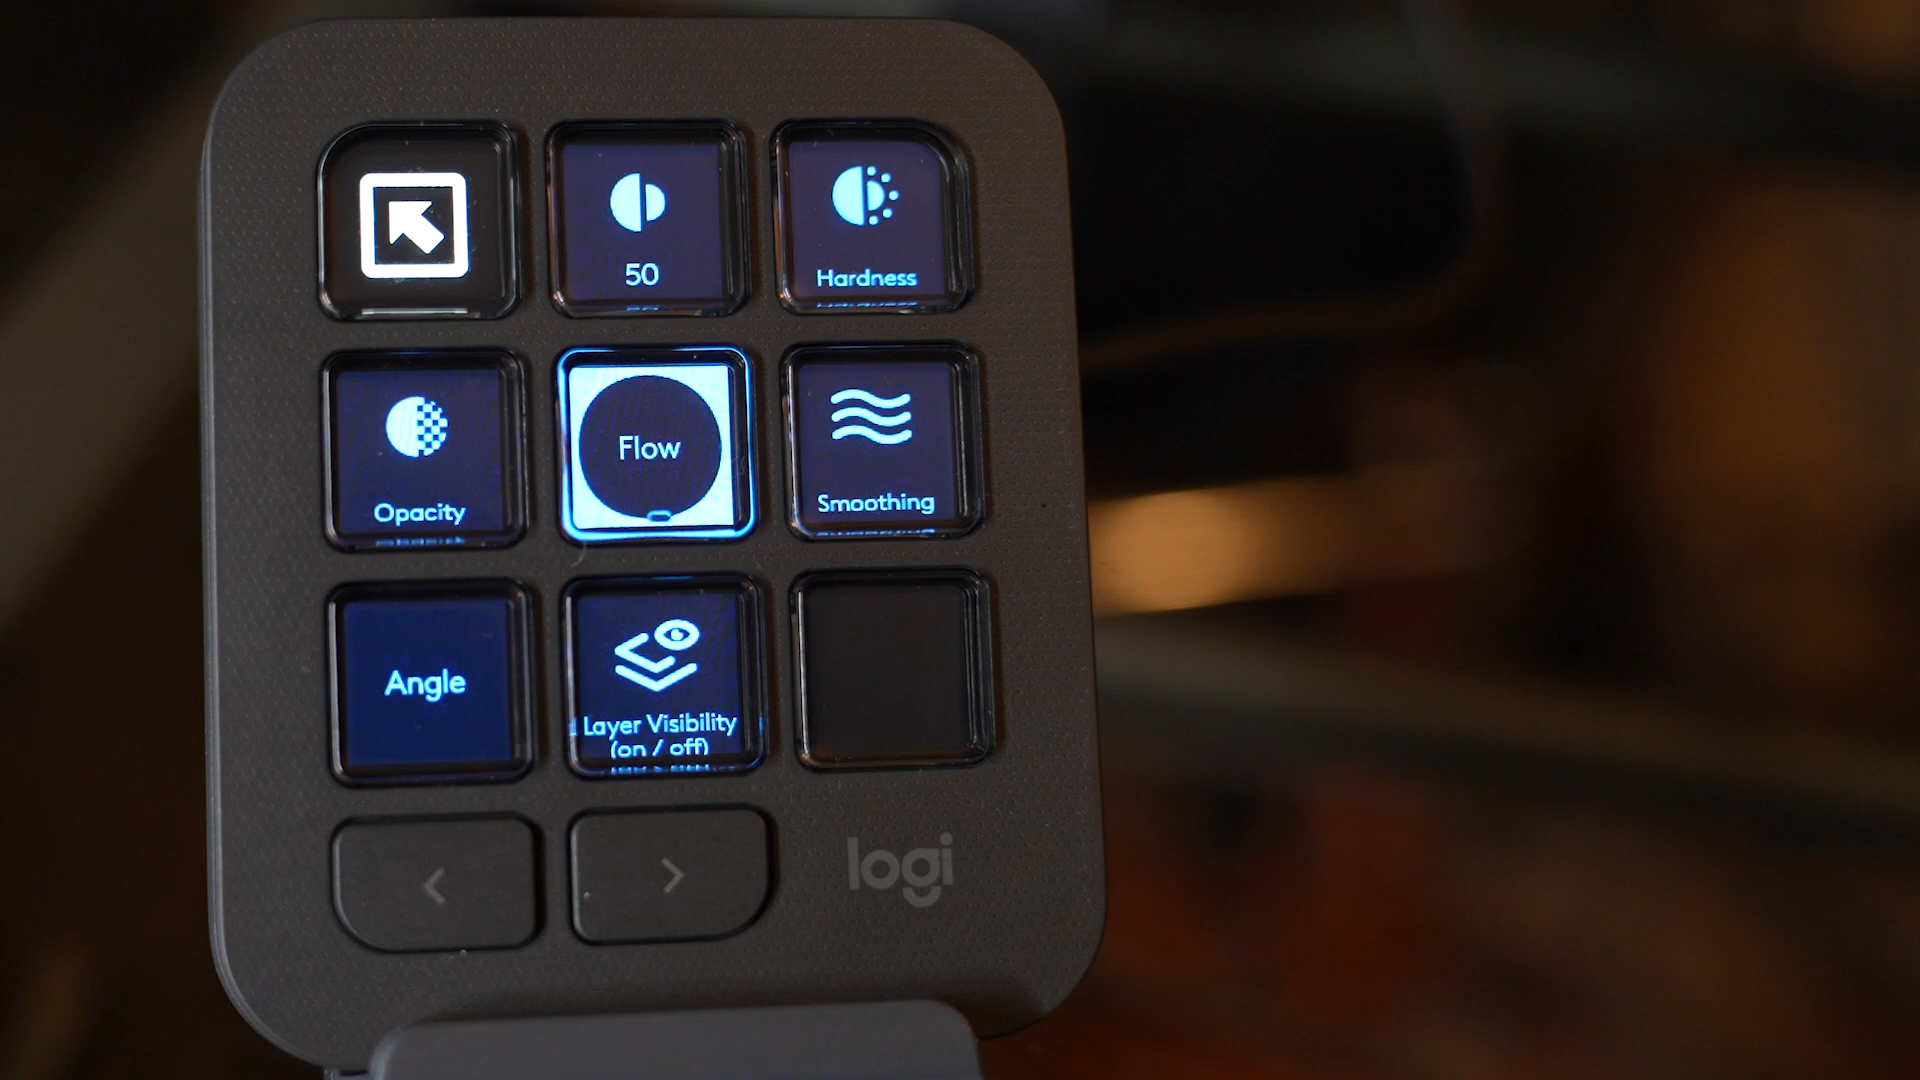 50
Hardness
Opacity
Flow
Smoothing
Angle
Layer Visibility
(on / off)
logi